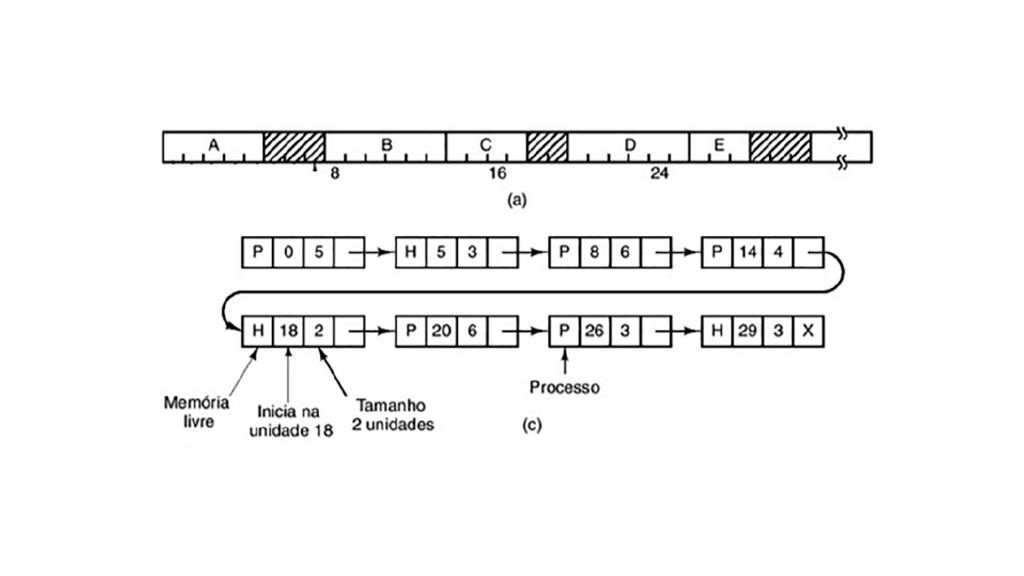 A B C D E
8 16 24
(a)
P 0 5 H 5 3 P 8 6 P 14 4
H 18 2 P 20 6 P 26 3 H 29 3 X
Memória
livre
Inicia na
unidade 18
Tamanho
2 unidades
Processo
(c)